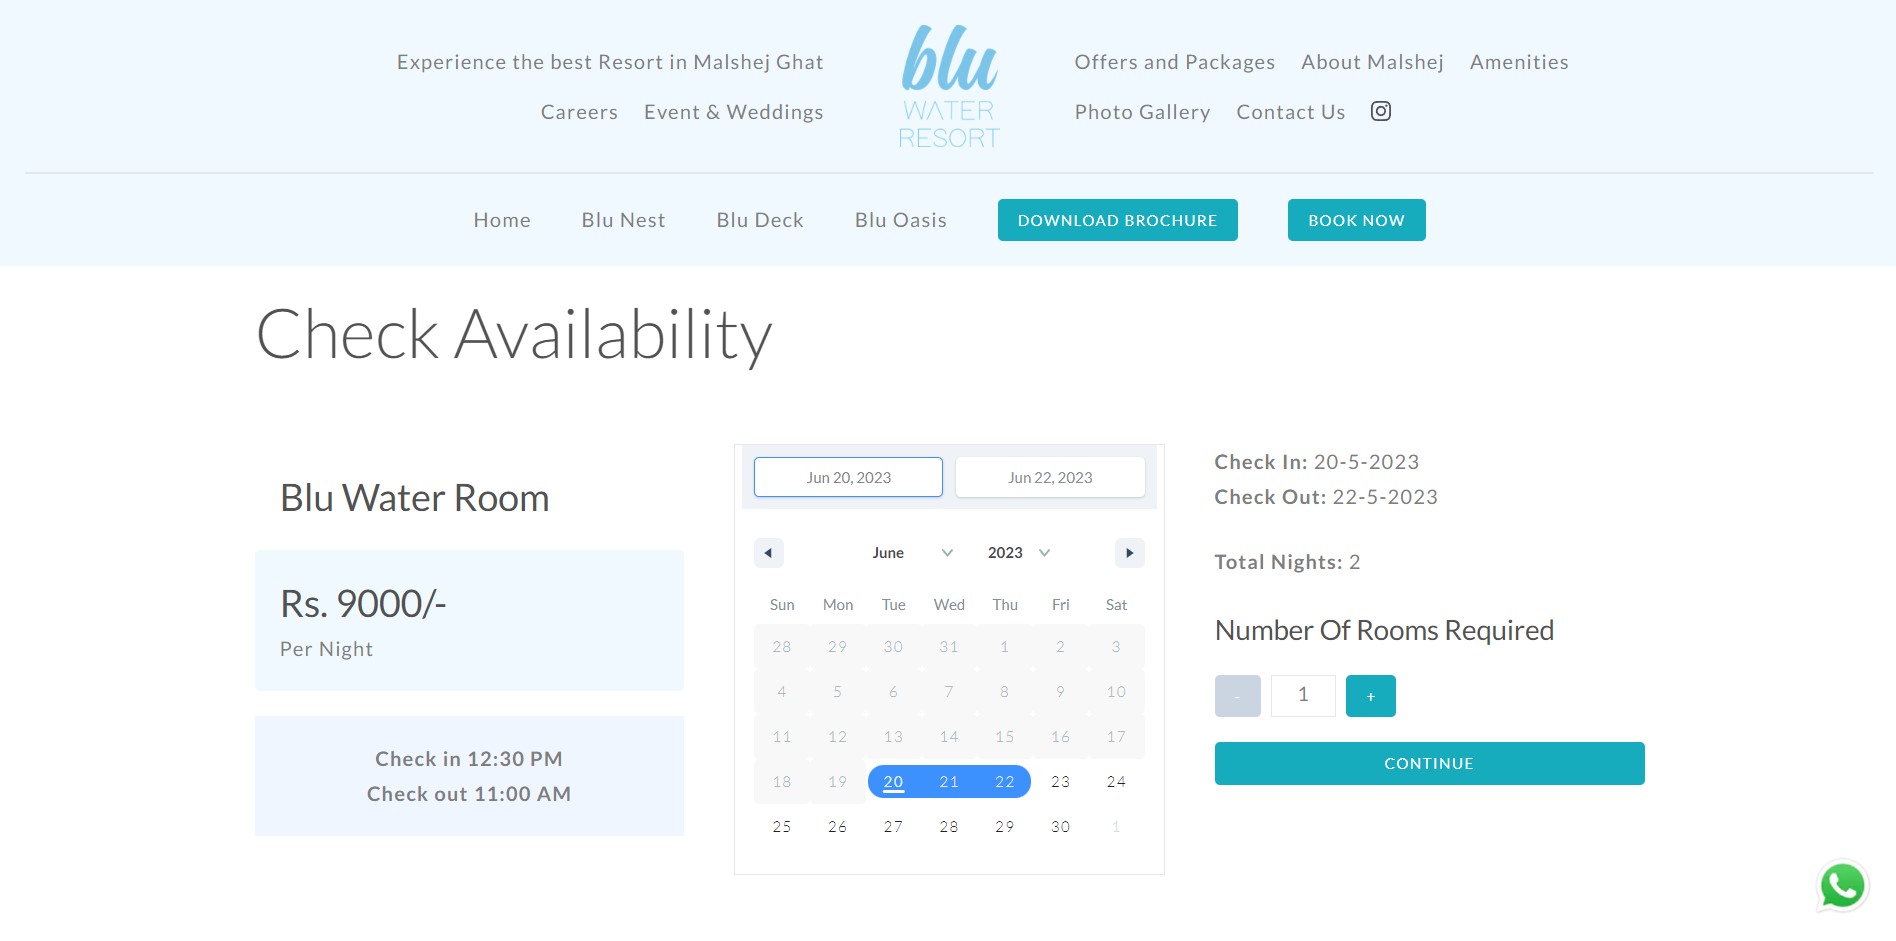 Experience the best Resort in Malshej Ghat
Careers Event & Weddings
blu
WATER
RESORT
Offers and Packages About Malshej Amenities
Photo Gallery Contact Us
Home Blu Nest Blu Deck Blu Oasis DOWNLOAD BROCHURE BOOK NOW
Check Availability
Blu Water Room
Rs. 9000/-
Per Night
Check in 12:30 PM
Check out 11:00 AM
Jun 20, 2023 Jun 22, 2023
June 2023
Sun Mon Tue Wed Thu Fri Sat
28 29 30 31 1 2 3
4 5 6 7 8 9 10
11 12 13 14 15 16 17
18 19 20 21 22 23 24
25 26 27 28 29 30 1
Check In: 20-5-2023
Check Out: 22-5-2023
Total Nights: 2
Number Of Rooms Required
- 1 +
CONTINUE